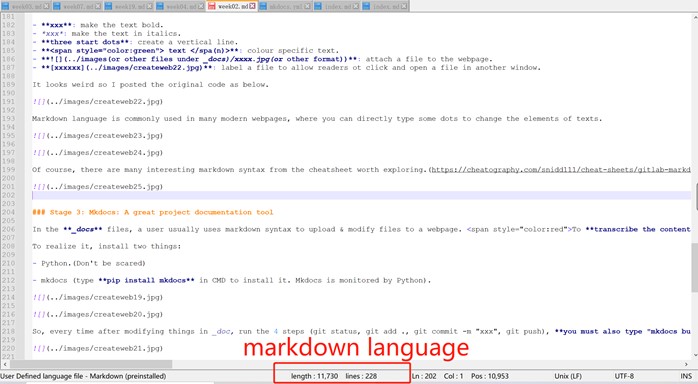 week05.md week07.md week18.md week04.md week02.md mkdocs.yml index.md index.md
181
182 - **xxx**: make the text bold.
183 - *xxx*: make the text in italics.
184 - **three start dots**: create a vertical line.
185 - **<span style="color:green"> text </spa(n)>**: colour specific text.
186 - **![](../images(or other files under _docs)/xxxx.jpg(or other format))**: attach a file to the webpage.
187 - **[xxxxxx](../images/createweb22.jpg)**: label a file to allow readers ot click and open a file in another window.
188
189 It looks weird so I posted the original code as below.
190
191 ![](../images/createweb22.jpg)
192
193 Markdown language is commonly used in many modern webpages, where you can directly type some dots to change the elements of texts.
194
195 ![](../images/createweb23.jpg)
196
197 ![](../images/createweb24.jpg)
198
199 Of course, there are many interesting markdown syntax from the cheatsheet worth exploring.(https://cheatography.com/snidd111/cheat-sheets/gitlab-markd
200
201 ![](../images/createweb25.jpg)
202
203
204 ### Stage 3: Mkdocs: A great project documentation tool
205
206 In the **_docs** files, a user usually uses markdown syntax to upload & modify files to a webpage. <span style="color:red">To **transcribe the content
207
208 To realize it, install two things:
209
210 - Python.(Don't be scared)
211
212 - mkdocs (type **pip install mkdocs** in CMD to install it. Mkdocs is monitored by Python).
213
214 ![](../images/createweb19.jpg)
215
216 ![](../images/createweb20.jpg)
217
218 So, every time after modifying things in _doc, run the 4 steps (git status, git add ., git commit -m "xxx", git push), **you must also type "mkdocs bu
219
220 ![](../images/createweb21.jpg)
221
markdown language
User Defined language file - Markdown (preinstalled) length : 11,730 lines : 228 Ln : 202 Col : 1 Pos : 10,953 Unix (LF) UTF-8 INS